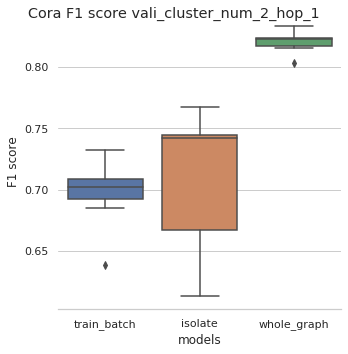 Cora F1 score vali_cluster_num_2_hop_1
0.80
0.75
0.70
0.65
F1 score
train_batch isolate whole_graph
models